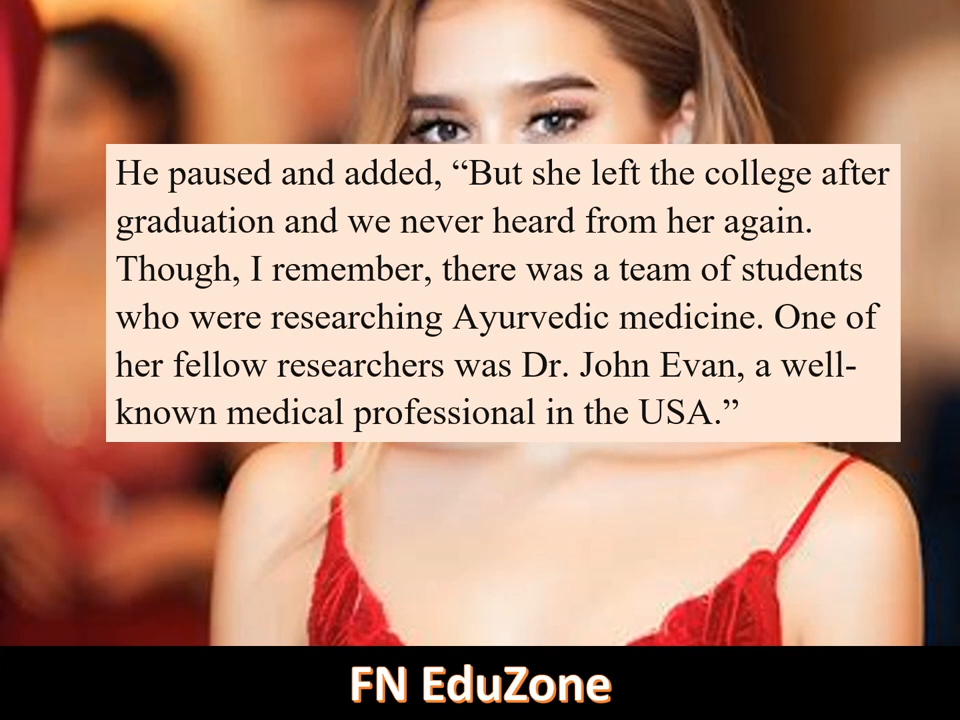 He paused and added, “But she left the college after
graduation and we never heard from her again.
Though, I remember, there was a team of students
who were researching Ayurvedic medicine. One of
her fellow researchers was Dr. John Evan, a well-
known medical professional in the USA.”
FN EduZone